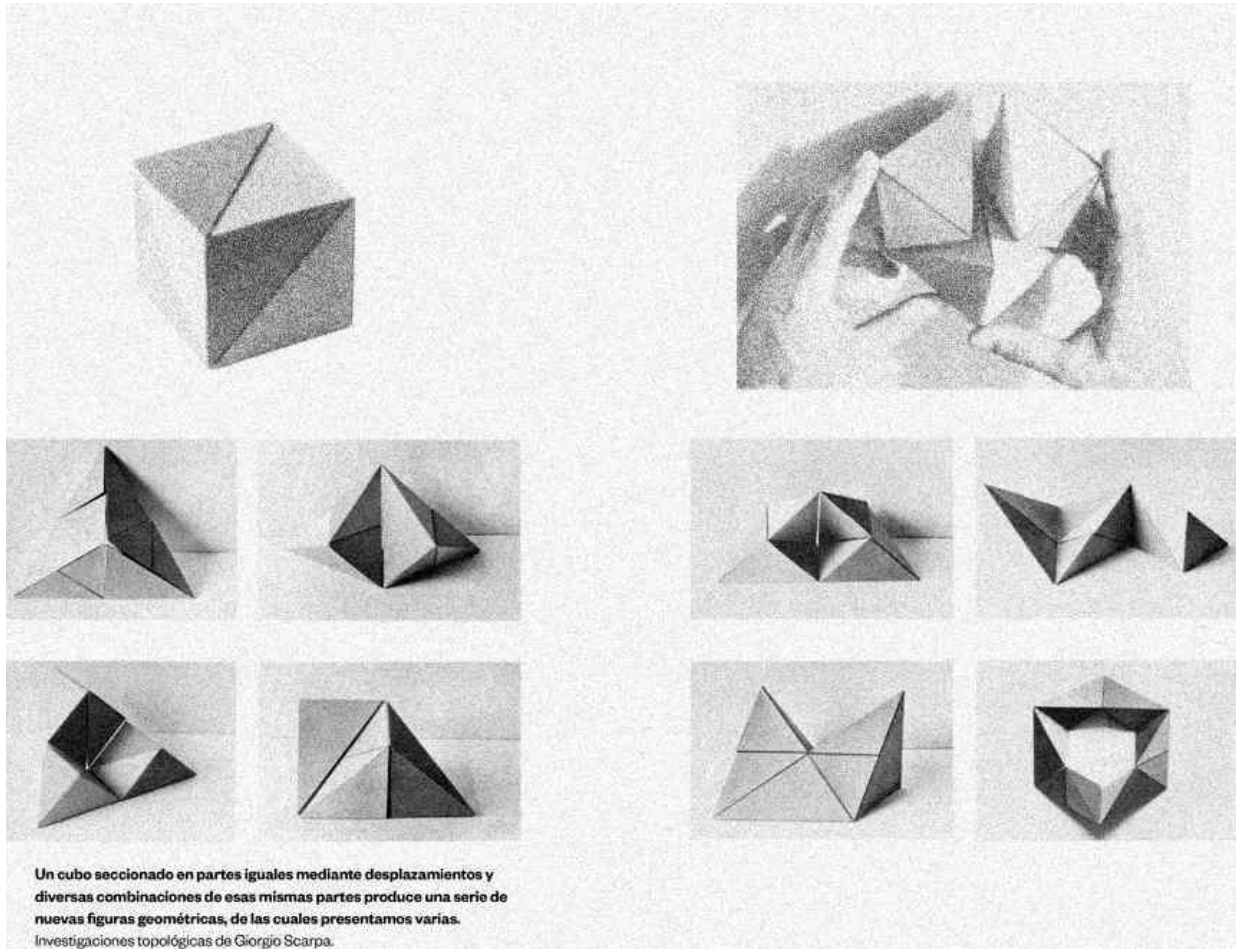 Un cubo seccionado en partes iguales mediante desplazamientos y
diversas combinaciones de esas mismas partes produce una serie de
nuevas figuras geométricas, de las cuales presentamos varias.
Investigaciones topológicas de Giorgio Scarpa.